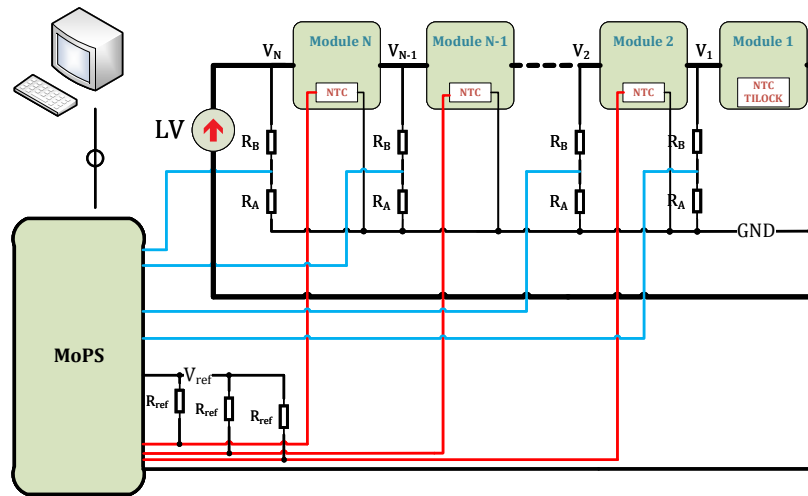 Module N
Module N-1
Module 2
Module 1
V_N
V_N-1
V_2
V_1
NTC
NTC
NTC
NTC
TILOCK
LV
R_B
R_B
R_B
R_B
R_A
R_A
R_A
R_A
GND
MoPS
V_ref
R_ref
R_ref
R_ref